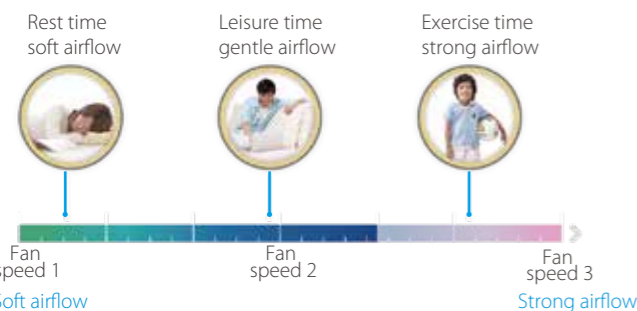 Rest time
soft airflow
Leisure time
gentle airflow
Exercise time
strong airflow
Fan
speed 1
Fan
speed 2
Fan
speed 3
Soft airflow
Strong airflow